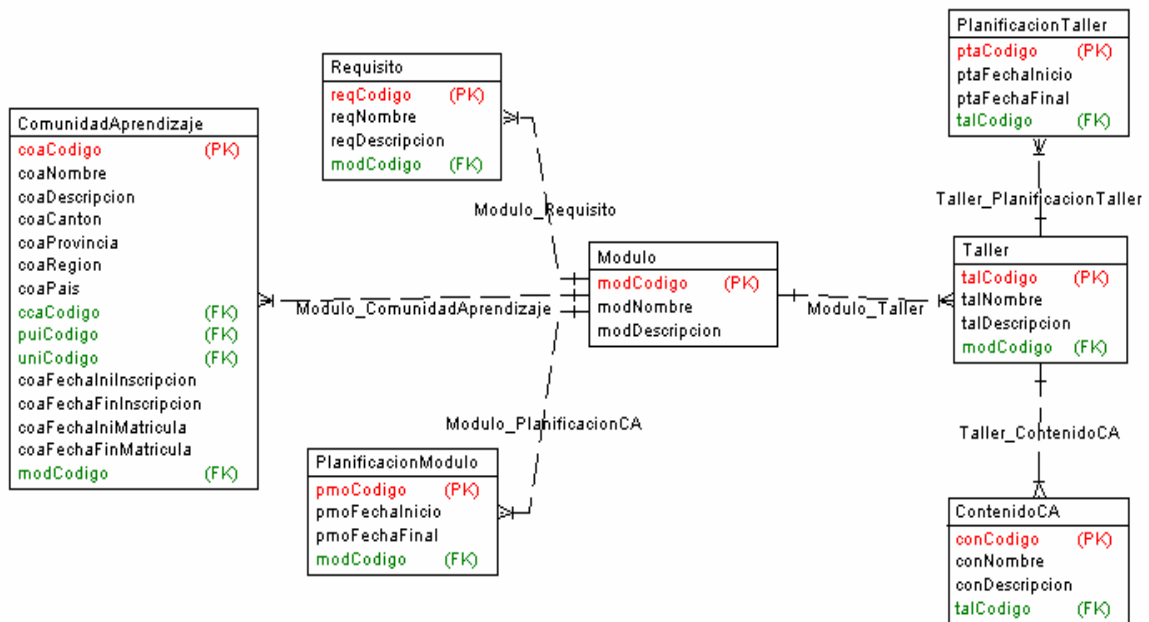 PlanificacionTaller
ptaCodigo (PK)
ptaFechaInicio
ptaFechaFinal
talCodigo (FK)
Requisito
reqCodigo (PK)
reqNombre
reqDescripcion
modCodigo (FK)
ComunidadAprendizaje
coaCodigo (PK)
coaNombre
coaDescripcion
coaCanton
coaProvincia
coaRegion
coaPais
ccaCodigo (FK)
puiCodigo (FK)
uniCodigo (FK)
coaFechaIniInscripcion
coaFechaFinInscripcion
coaFechaIniMatricula
coaFechaFinMatricula
modCodigo (FK)
Modulo_Requisito
Taller_PlanificacionTaller
Modulo
modCodigo (PK)
modNombre
modDescripcion
Taller
talCodigo (PK)
talNombre
talDescripcion
modCodigo (FK)
Modulo_ComunidadAprendizaje
Modulo_Taller
Modulo_PlanificacionCA
Taller_ContenidoCA
PlanificacionModulo
pmoCodigo (PK)
pmoFechaInicio
pmoFechaFinal
modCodigo (FK)
ContenidoCA
conCodigo (PK)
conNombre
conDescripcion
talCodigo (FK)